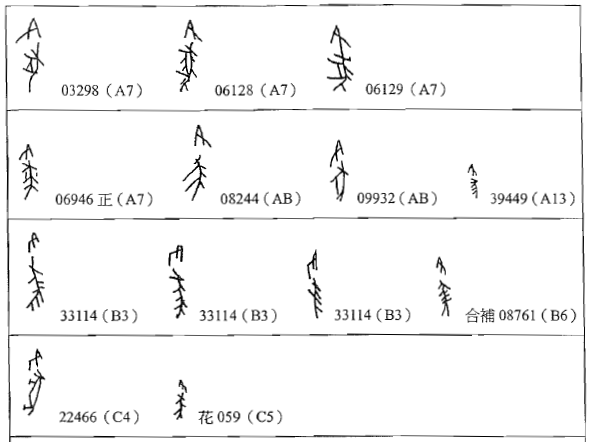 03298（A7） 06128（A7） 06129（A7）
06946 正（A7） 08244（AB） 09932（AB） 39449（A13）
33114（B3） 33114（B3） 33114（B3） 合補 08761（B6）
22466（C4） 花 059（C5）